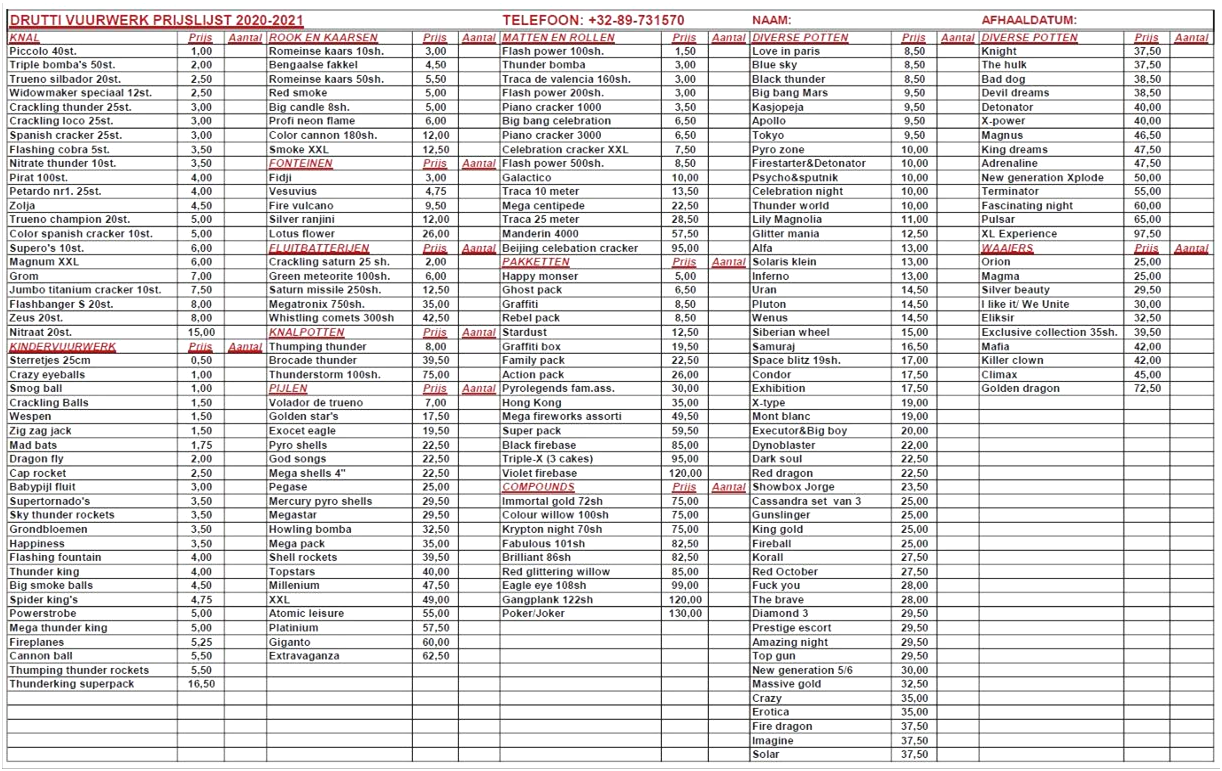 DRUTTI VUURWERK PRIJSLIJST 2020-2021 TELEFOON: +32-89-731570 NAAM: AFHAALDATUM:
KNAL Prijs Aantal
Piccolo 40st. 1,00
Triple bomba's 50st. 2,00
Trueno silbador 20st. 2,50
Widowmaker speciaal 12st. 2,50
Crackling thunder 25st. 3,00
Crackling loco 25st. 3,00
Spanish cracker 25st. 3,00
Flashing cobra 5st. 3,50
Nitrate thunder 10st. 3,50
Pirat 100st. 4,00
Petardo nr1. 25st. 4,00
Zolja 4,50
Trueno champion 20st. 5,00
Color spanish cracker 10st. 5,00
Supero's 10st. 6,00
Magnum XXL 6,00
Grom 7,00
Jumbo titanium cracker 10st. 7,50
Flashbanger S 20st. 8,00
Zeus 20st. 8,00
Nitraat 20st. 15,00
KINDERVUURWERK Prijs Aantal
Sterretjes 25cm 0,50
Crazy eyeballs 1,00
Smog ball 1,00
Crackling Balls 1,50
Wespen 1,50
Zig zag jack 1,50
Mad bats 1,75
Dragon fly 2,00
Cap rocket 2,50
Babypijl fluit 3,00
Supertornado's 3,50
Sky thunder rockets 3,50
Grondbloemen 3,50
Happiness 3,50
Flashing fountain 4,00
Thunder king 4,00
Big smoke balls 4,50
Spider king's 4,75
Powerstrobe 5,00
Mega thunder king 5,00
Fireplanes 5,25
Cannon ball 5,50
Thumping thunder rockets 5,50
Thunderking superpack 16,50
ROOK EN KAARSEN Prijs Aantal
Romeinse kaars 10sh. 3,00
Bengaalse fakkel 4,50
Romeinse kaars 50sh. 5,50
Red smoke 5,00
Big candle 8sh. 5,00
Profi neon flame 6,00
Color cannon 180sh. 12,00
Smoke XXL 12,50
FONTEINEN Prijs Aantal
Fidji 3,00
Vesuvius 4,75
Fire vulcano 9,50
Silver ranjini 12,00
Lotus flower 26,00
FLUITBATTERIJEN Prijs Aantal
Crackling saturn 25 sh. 2,00
Green meteorite 100sh. 6,00
Saturn missile 250sh. 12,50
Megatronix 750sh. 35,00
Whistling comets 300sh 42,50
KNALPOTTEN Prijs Aantal
Thumping thunder 8,00
Brocade thunder 39,50
Thunderstorm 100sh. 75,00
PIJLEN Prijs Aantal
Volador de trueno 7,00
Golden star's 17,50
Exocet eagle 19,50
Pyro shells 22,50
God songs 22,50
Mega shells 4" 22,50
Pegase 25,00
Mercury pyro shells 29,50
Megastar 29,50
Howling bomba 32,50
Mega pack 35,00
Shell rockets 39,50
Topstars 40,00
Millenium 47,50
XXL 49,00
Atomic leisure 55,00
Platinium 57,50
Giganto 60,00
Extravaganza 62,50
MATTEN EN ROLLEN Prijs Aantal
Flash power 100sh. 1,50
Thunder bomba 3,00
Traca de valencia 160sh. 3,00
Flash power 200sh. 3,00
Piano cracker 1000 3,50
Big bang celebration 6,50
Piano cracker 3000 6,50
Celebration cracker XXL 7,50
Flash power 500sh. 8,50
Galactico 10,00
Traca 10 meter 13,50
Mega centipede 22,50
Traca 25 meter 28,50
Manderin 4000 57,50
Beijing celebation cracker 95,00
PAKKETTEN Prijs Aantal
Happy monser 5,00
Ghost pack 6,50
Graffiti 8,50
Rebel pack 8,50
Stardust 12,50
Graffiti box 19,50
Family pack 22,50
Action pack 26,00
Pyrolegends fam.ass. 30,00
Hong Kong 35,00
Mega fireworks assorti 49,50
Super pack 59,50
Black firebase 85,00
Triple-X (3 cakes) 95,00
Violet firebase 120,00
COMPOUNDS Prijs Aantal
Immortal gold 72sh 75,00
Colour willow 100sh 75,00
Krypton night 70sh 75,00
Fabulous 101sh 82,50
Brilliant 86sh 82,50
Red glittering willow 85,00
Eagle eye 108sh 99,00
Gangplank 122sh 120,00
Poker/Joker 130,00
DIVERSE POTTEN Prijs Aantal
Love in paris 8,50
Blue sky 8,50
Black thunder 8,50
Big bang Mars 9,50
Kasjopeja 9,50
Apollo 9,50
Tokyo 9,50
Pyro zone 10,00
Firestarter&Detonator 10,00
Psycho&sputnik 10,00
Celebration night 10,00
Thunder world 10,00
Lily Magnolia 11,00
Glitter mania 12,50
Alfa 13,00
Solaris klein 13,00
Inferno 13,00
Uran 14,50
Pluton 14,50
Wenus 14,50
Siberian wheel 15,00
Samuraj 16,50
Space blitz 19sh. 17,00
Condor 17,50
Exhibition 17,50
X-type 19,00
Mont blanc 19,00
Executor&Big boy 20,00
Dynoblaster 22,00
Dark soul 22,50
Red dragon 22,50
Showbox Jorge 23,50
Cassandra set van 3 25,00
Gunslinger 25,00
King gold 25,00
Fireball 25,00
Korall 27,50
Red October 27,50
Fuck you 28,00
The brave 28,00
Diamond 3 29,50
Prestige escort 29,50
Amazing night 29,50
Top gun 29,50
New generation 5/6 30,00
Massive gold 32,50
Crazy 35,00
Erotica 35,00
Fire dragon 37,50
Imagine 37,50
Solar 37,50
DIVERSE POTTEN Prijs Aantal
Knight 37,50
The hulk 37,50
Bad dog 38,50
Devil dreams 38,50
Detonator 40,00
X-power 40,00
Magnus 46,50
King dreams 47,50
Adrenaline 47,50
New generation Xplode 50,00
Terminator 55,00
Fascinating night 60,00
Pulsar 65,00
XL Experience 97,50
WAAIERS Prijs Aantal
Orion 25,00
Magma 25,00
Silver beauty 29,50
I like it/ We Unite 30,00
Eliksir 32,50
Exclusive collection 35sh. 39,50
Mafia 42,00
Killer clown 42,00
Climax 45,00
Golden dragon 72,50